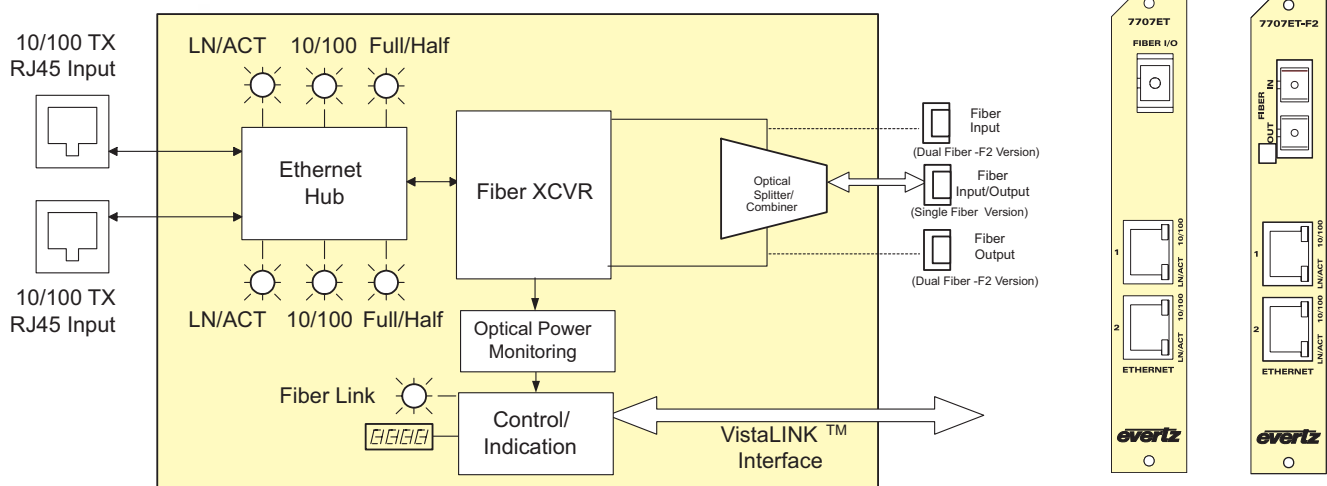 10/100 TX
RJ45 Input
10/100 TX
RJ45 Input
LN/ACT 10/100 Full/Half
Ethernet
Hub
LN/ACT 10/100 Full/Half
Fiber XCVR
Optical
Splitter/
Combiner
Fiber
Input
(Dual Fiber -F2 Version)
Fiber
Input/Output
(Single Fiber Version)
Fiber
Output
(Dual Fiber -F2 Version)
Optical Power
Monitoring
Fiber Link
Control/
Indication
VistaLINK TM
Interface
7707ET
FIBER I/O
1
LN/ACT 10/100
2
LN/ACT 10/100
ETHERNET
evertz
7707ET-F2
FIBER
IN
OUT
1
LN/ACT 10/100
2
LN/ACT 10/100
ETHERNET
evertz